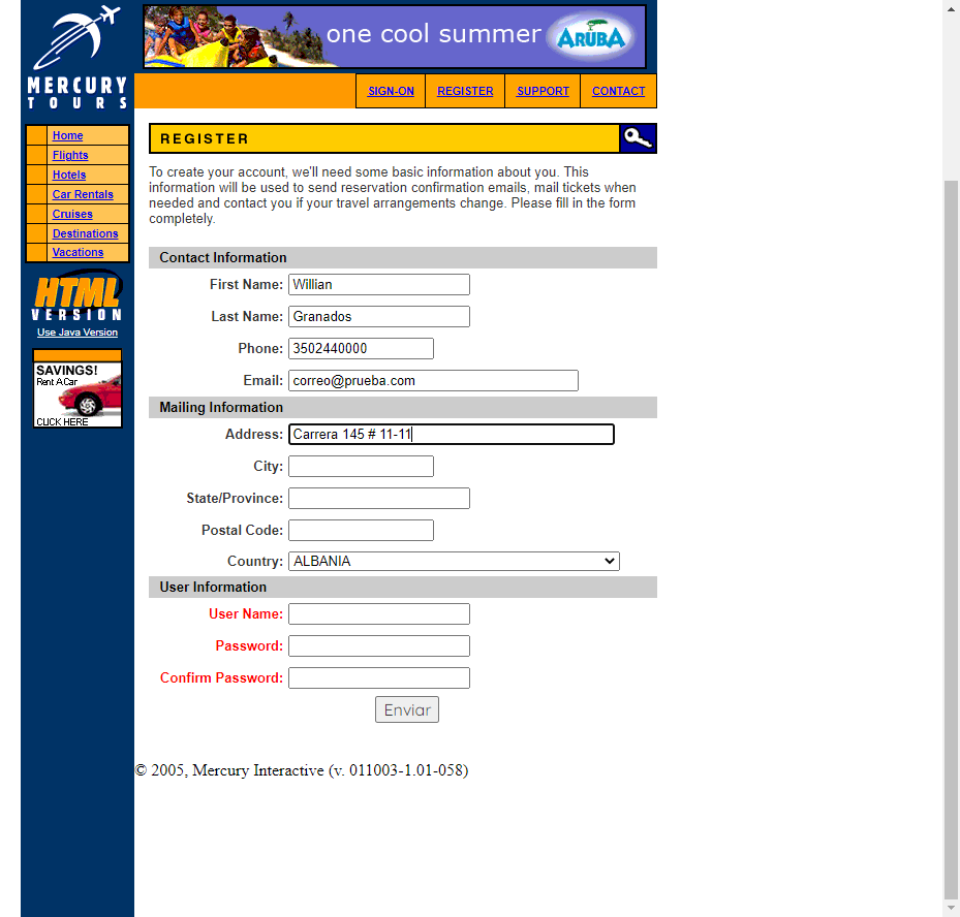 one cool summer ARUBA
MERCURY
TOURS
SIGN-ON REGISTER SUPPORT CONTACT
Home
Flights
Hotels
Car Rentals
Cruises
Destinations
Vacations
HTML
VERSION
Use Java Version
SAVINGS!
Rent A Car
CLICK HERE
REGISTER
To create your account, we'll need some basic information about you. This
information will be used to send reservation confirmation emails, mail tickets when
needed and contact you if your travel arrangements change. Please fill in the form
completely.
Contact Information
First Name: Willian
Last Name: Granados
Phone: 3502440000
Email: correo@prueba.com
Mailing Information
Address: Carrera 145 # 11-11
City:
State/Province:
Postal Code:
Country: ALBANIA
User Information
User Name:
Password:
Confirm Password:
Enviar
© 2005, Mercury Interactive (v. 011003-1.01-058)